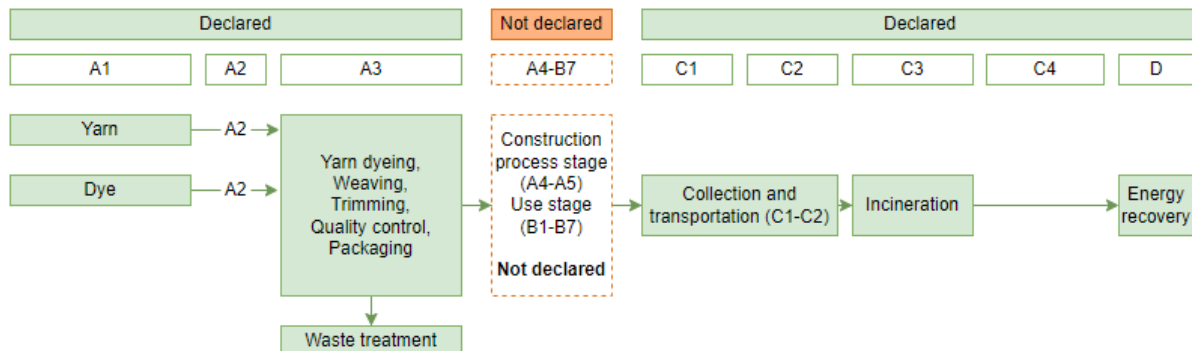 Declared
Not declared
Declared
A1
A2
A3
A4-B7
C1
C2
C3
C4
D
Yarn
A2
Dye
A2
Yarn dyeing,
Weaving,
Trimming,
Quality control,
Packaging
Waste treatment
Construction
process stage
(A4-A5)
Use stage
(B1-B7)
Not declared
Collection and
transportation (C1-C2)
Incineration
Energy
recovery